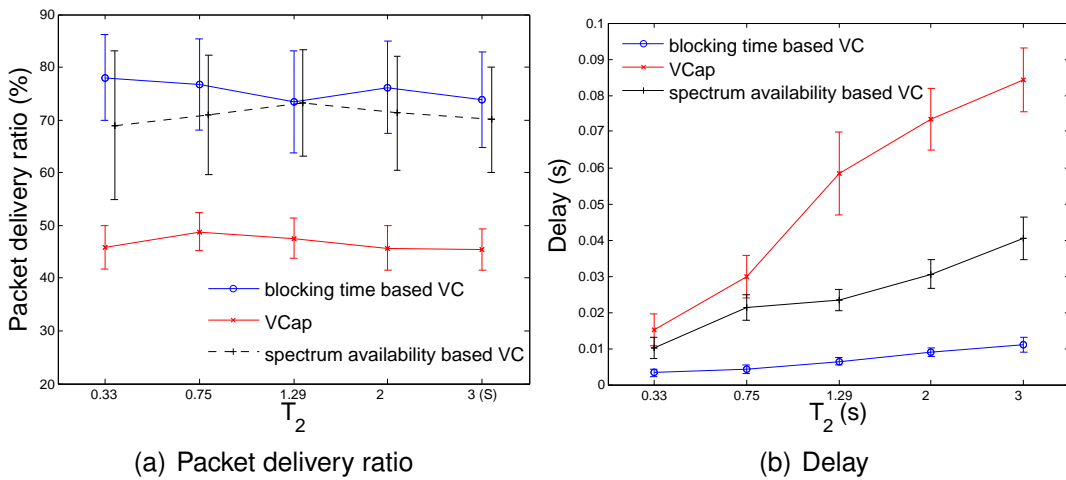 90
80
70
60
50
40
30
20
Packet delivery ratio (%)
blocking time based VC
VCap
spectrum availability based VC
0.33 0.75 1.29 2 3 (S)
T2
(a) Packet delivery ratio
0.1
0.09
0.08
0.07
0.06
0.05
0.04
0.03
0.02
0.01
0
Delay (s)
blocking time based VC
VCap
spectrum availability based VC
0.33 0.75 1.29 2 3
T2 (s)
(b) Delay